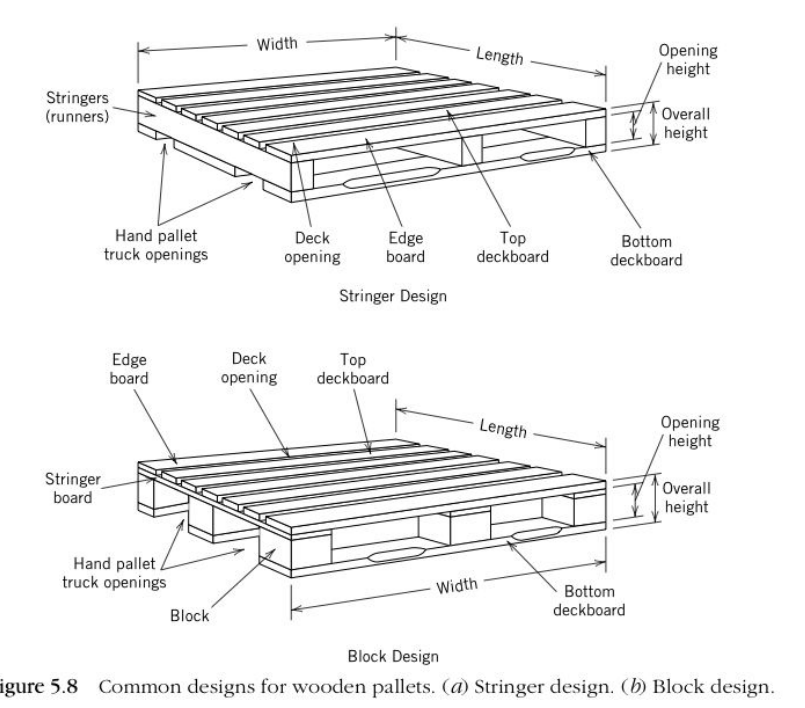 Width
Length
Opening
height
Stringers
(runners)
Overall
height
Hand pallet
truck openings
Deck
opening
Edge
board
Top
deckboard
Bottom
deckboard
Stringer Design
Edge
board
Deck
opening
Top
deckboard
Length
Opening
height
Stringer
board
Overall
height
Hand pallet
truck openings
Width
Block
Bottom
deckboard
Block Design
igure 5.8 Common designs for wooden pallets. (a) Stringer design. (b) Block design.